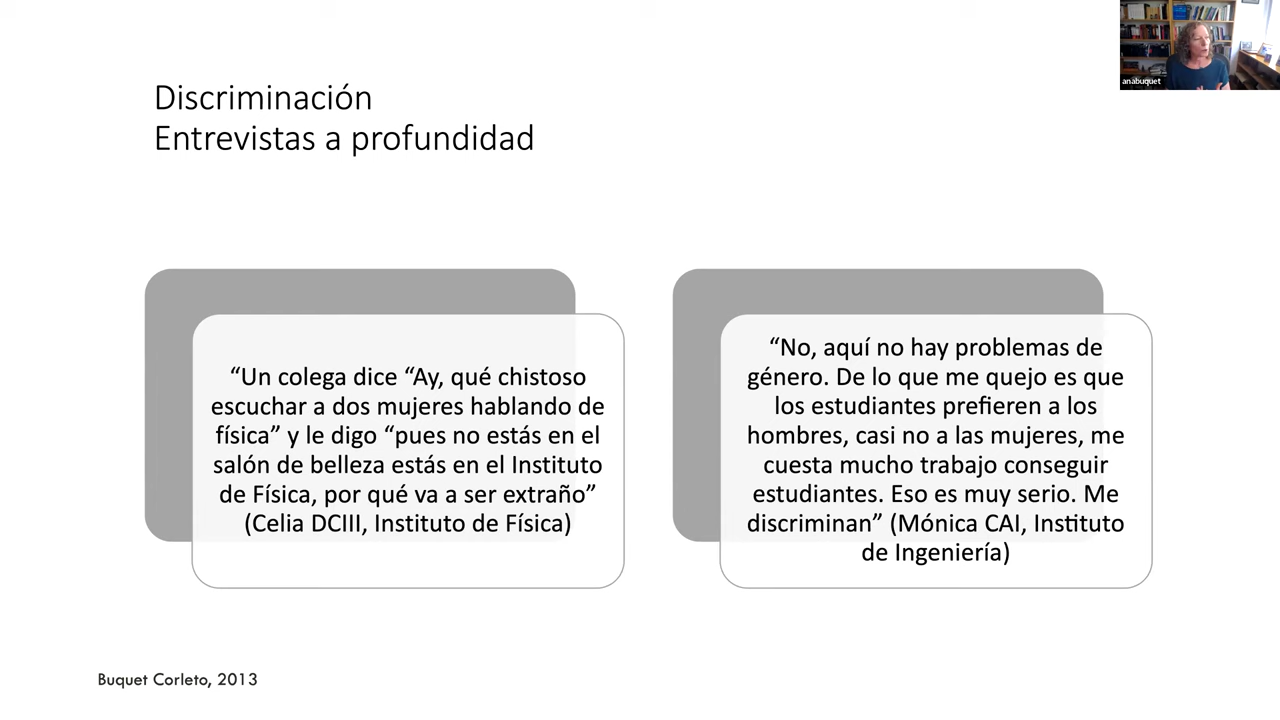 anabuquet
Discriminación
Entrevistas a profundidad
“Un colega dice “Ay, qué chistoso
escuchar a dos mujeres hablando de
física” y le digo “pues no estás en el
salón de belleza estás en el Instituto
de Física, por qué va a ser extraño”
(Celia DCIII, Instituto de Física)
“No, aquí no hay problemas de
género. De lo que me quejo es que
los estudiantes prefieren a los
hombres, casi no a las mujeres, me
cuesta mucho trabajo conseguir
estudiantes. Eso es muy serio. Me
discriminan” (Mónica CAI, Instituto
de Ingeniería)
Buquet Corleto, 2013